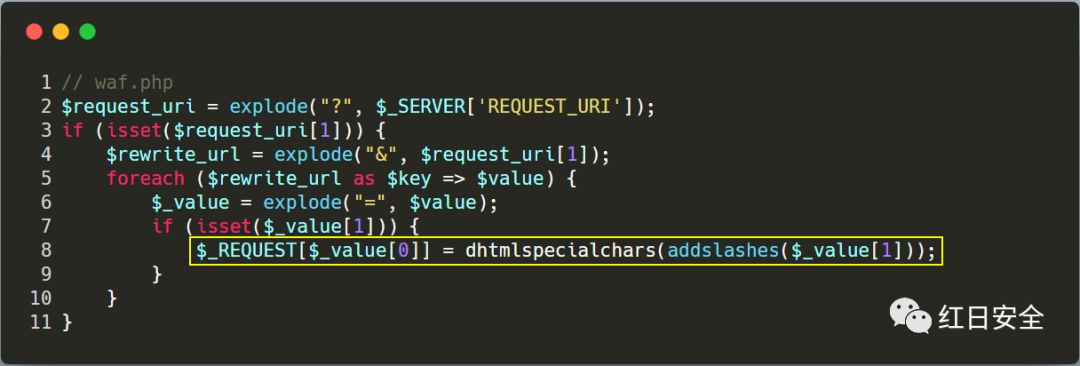 1 // waf.php
2 $request_uri = explode("?", $_SERVER['REQUEST_URI']);
3 if (isset($request_uri[1])) {
4     $rewrite_url = explode("&", $request_uri[1]);
5     foreach ($rewrite_url as $key => $value) {
6         $_value = explode("=", $value);
7         if (isset($_value[1])) {
8             $_REQUEST[$_value[0]] = dhtmlspecialchars(addslashes($_value[1]));
9         }
10     }
11 }
红日安全